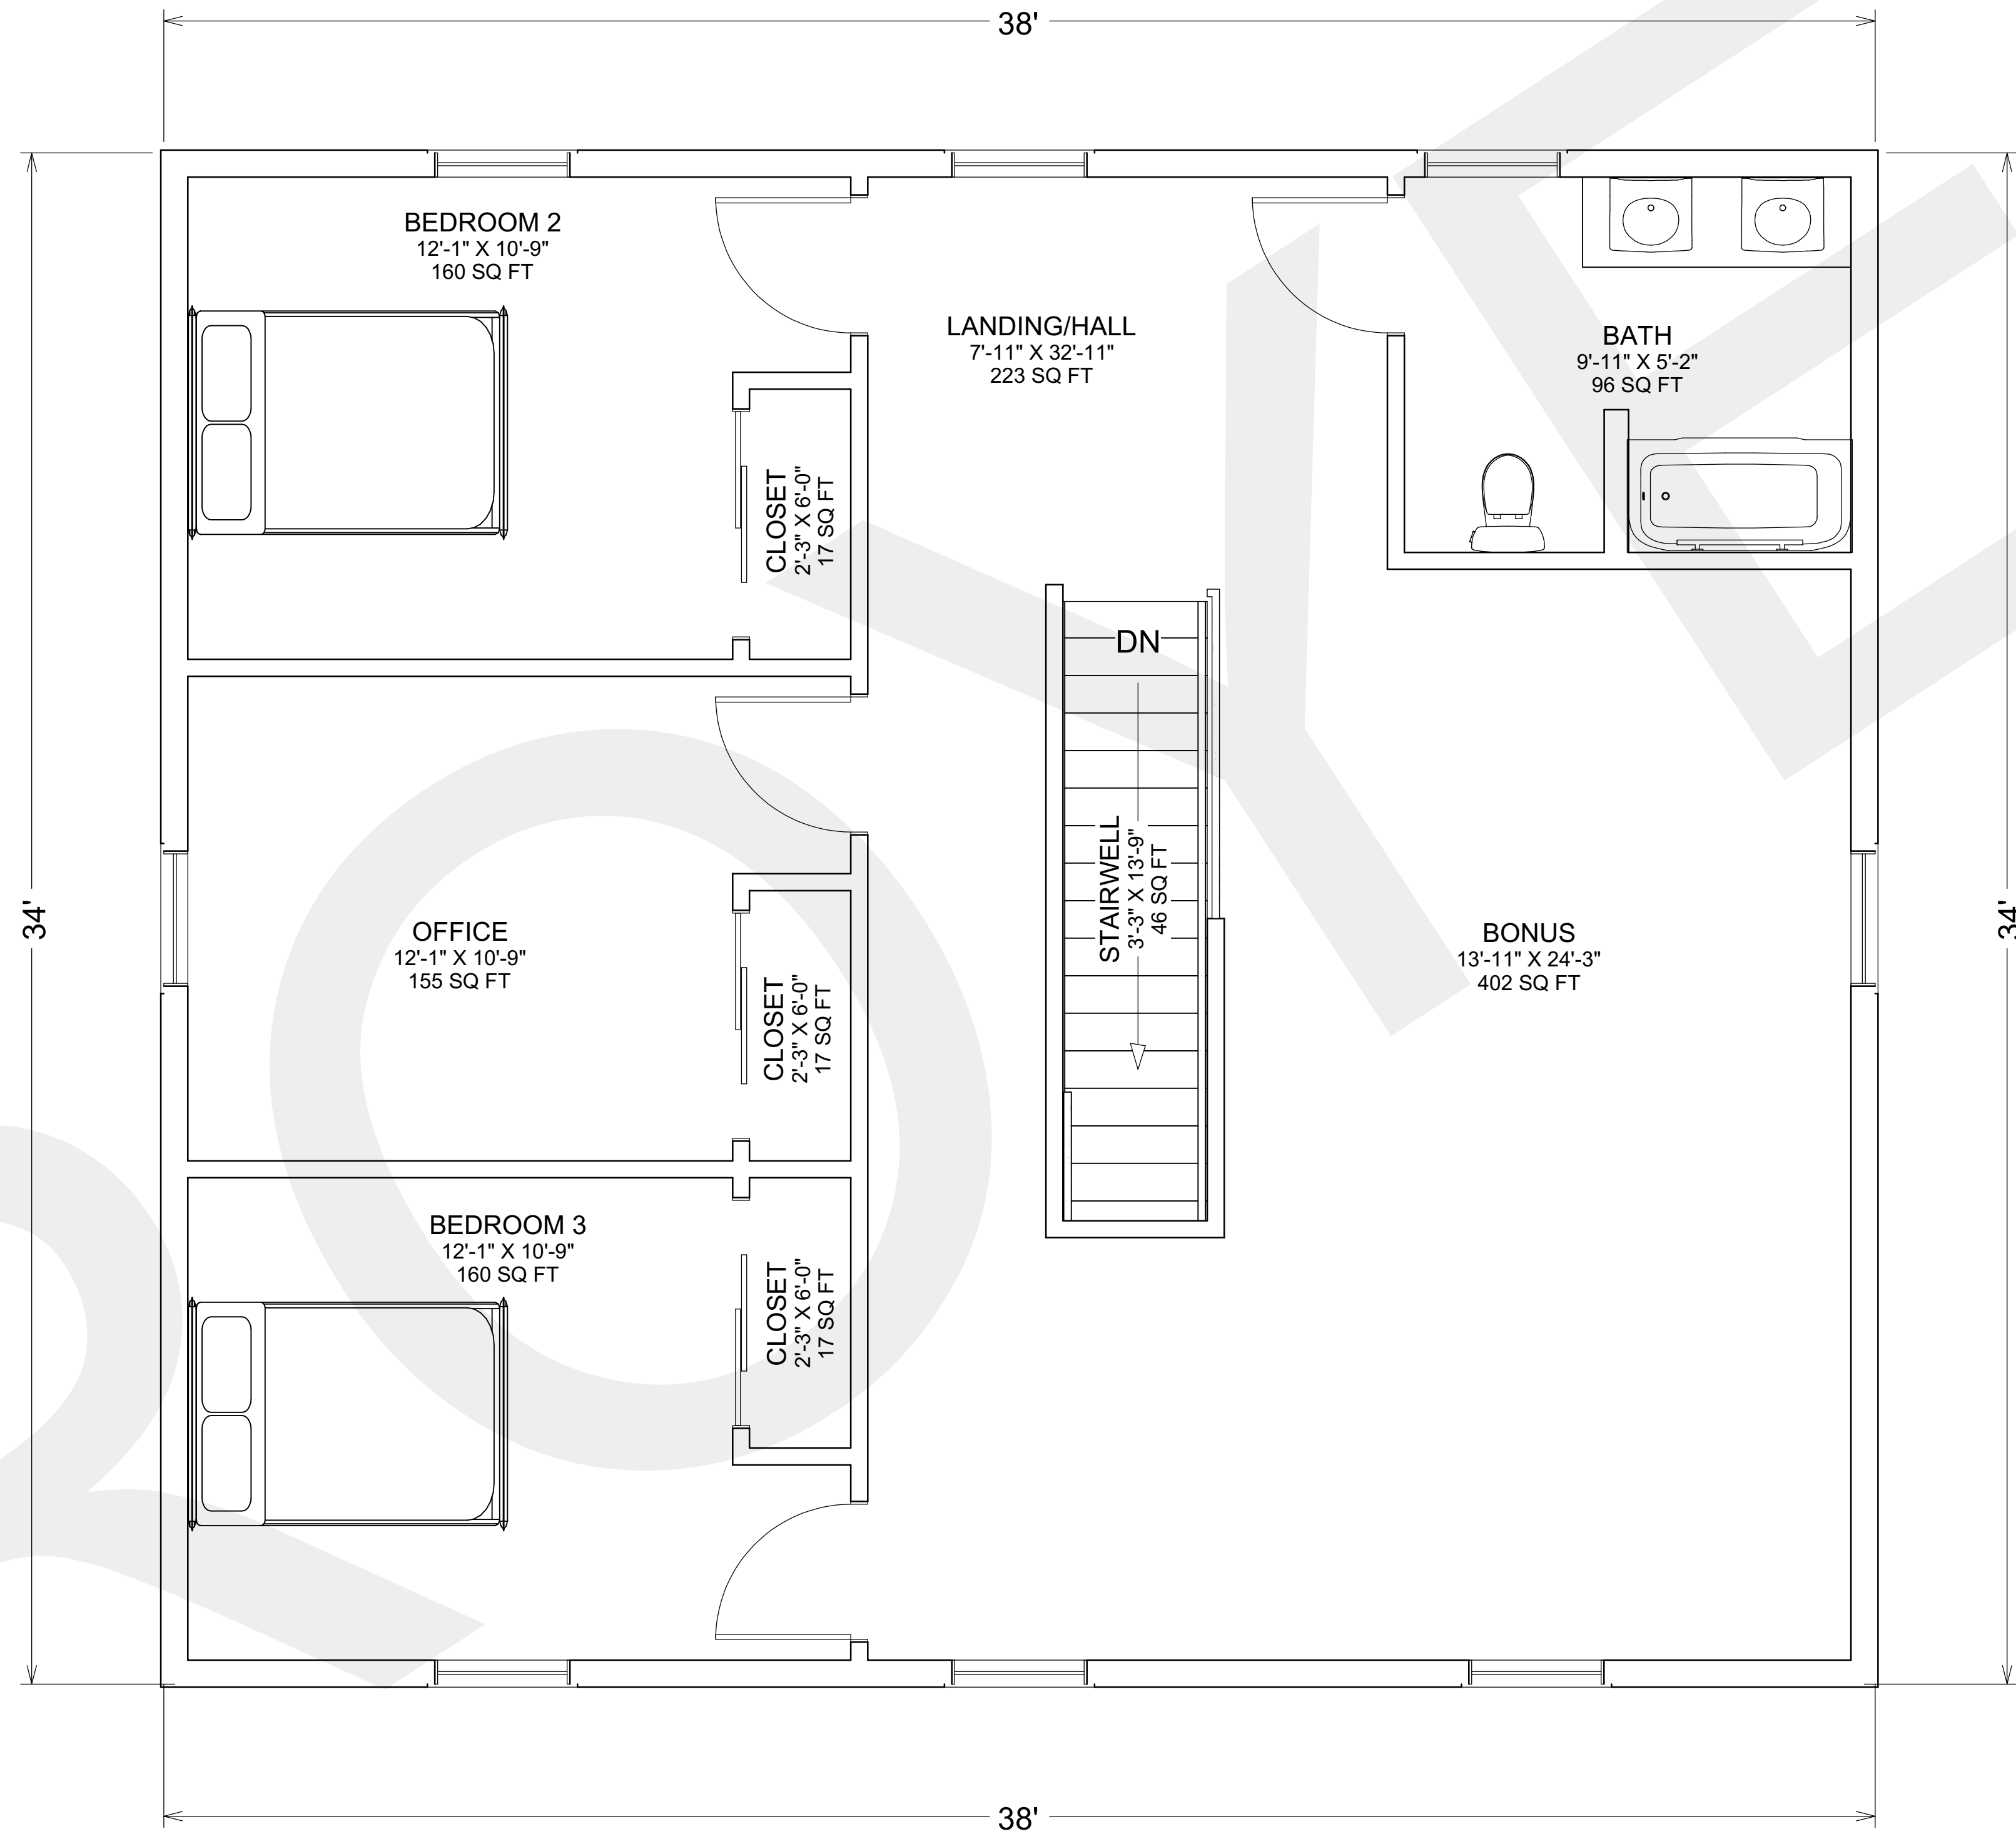 38'
BEDROOM 2
12'-1" X 10'-9"
160 SQ FT
LANDING/HALL
7'-11" X 32'-11"
223 SQ FT
BATH
9'-11" X 5'-2"
96 SQ FT
CLOSET
2'-3" X 6'-0"
17 SQ FT
DN
STAIRWELL
3'-3" X 13'-9"
46 SQ FT
34'
OFFICE
12'-1" X 10'-9"
155 SQ FT
CLOSET
2'-3" X 6'-0"
17 SQ FT
BONUS
13'-11" X 24'-3"
402 SQ FT
34'
BEDROOM 3
12'-1" X 10'-9"
160 SQ FT
CLOSET
2'-3" X 6'-0"
17 SQ FT
38'